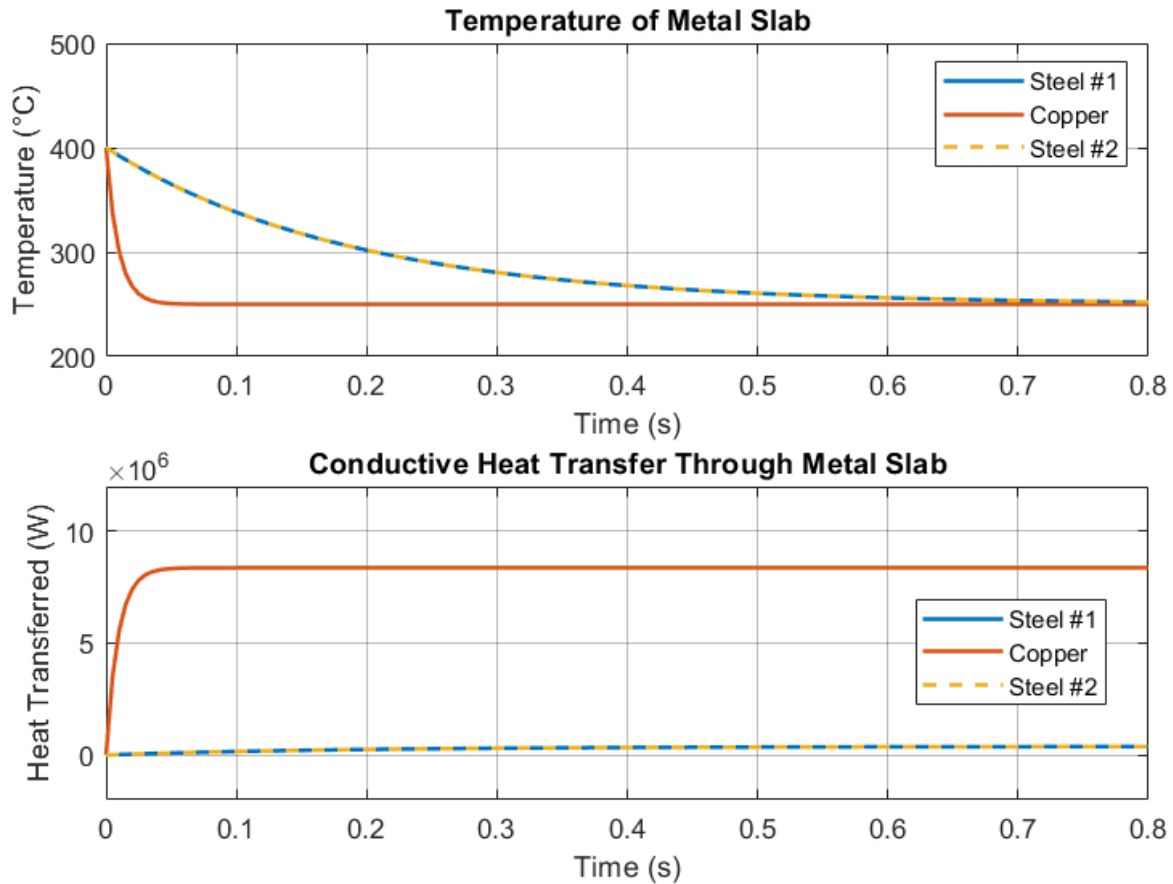 Temperature of Metal Slab
500
400
300
200
Temperature (°C)
Steel #1
Copper
Steel #2
0 0.1 0.2 0.3 0.4 0.5 0.6 0.7 0.8
Time (s)
×10⁶
Conductive Heat Transfer Through Metal Slab
10
5
0
Heat Transferred (W)
Steel #1
Copper
Steel #2
0 0.1 0.2 0.3 0.4 0.5 0.6 0.7 0.8
Time (s)